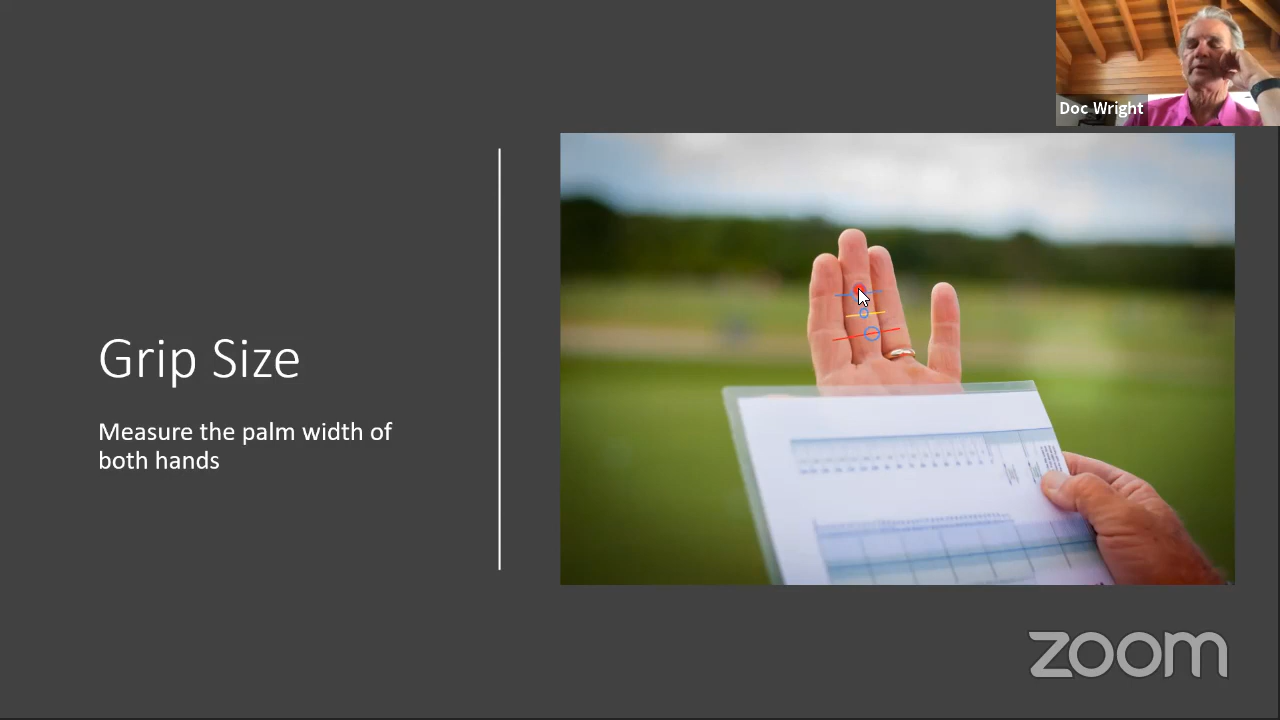 Doc Wright
Grip Size
Measure the palm width of
both hands
zoom